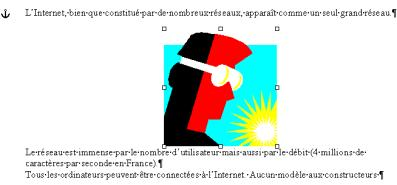 L'Internet, bien que constitué par de nombreux réseaux, apparaît comme un seul grand réseau.¶
Le réseau est immense par le nombre d'utilisateur mais aussi par le débit (4 millions de
caractères par seconde en France).¶
Tous les ordinateurs peuvent être connectées à l'Internet. Aucun modèle aux constructeurs¶